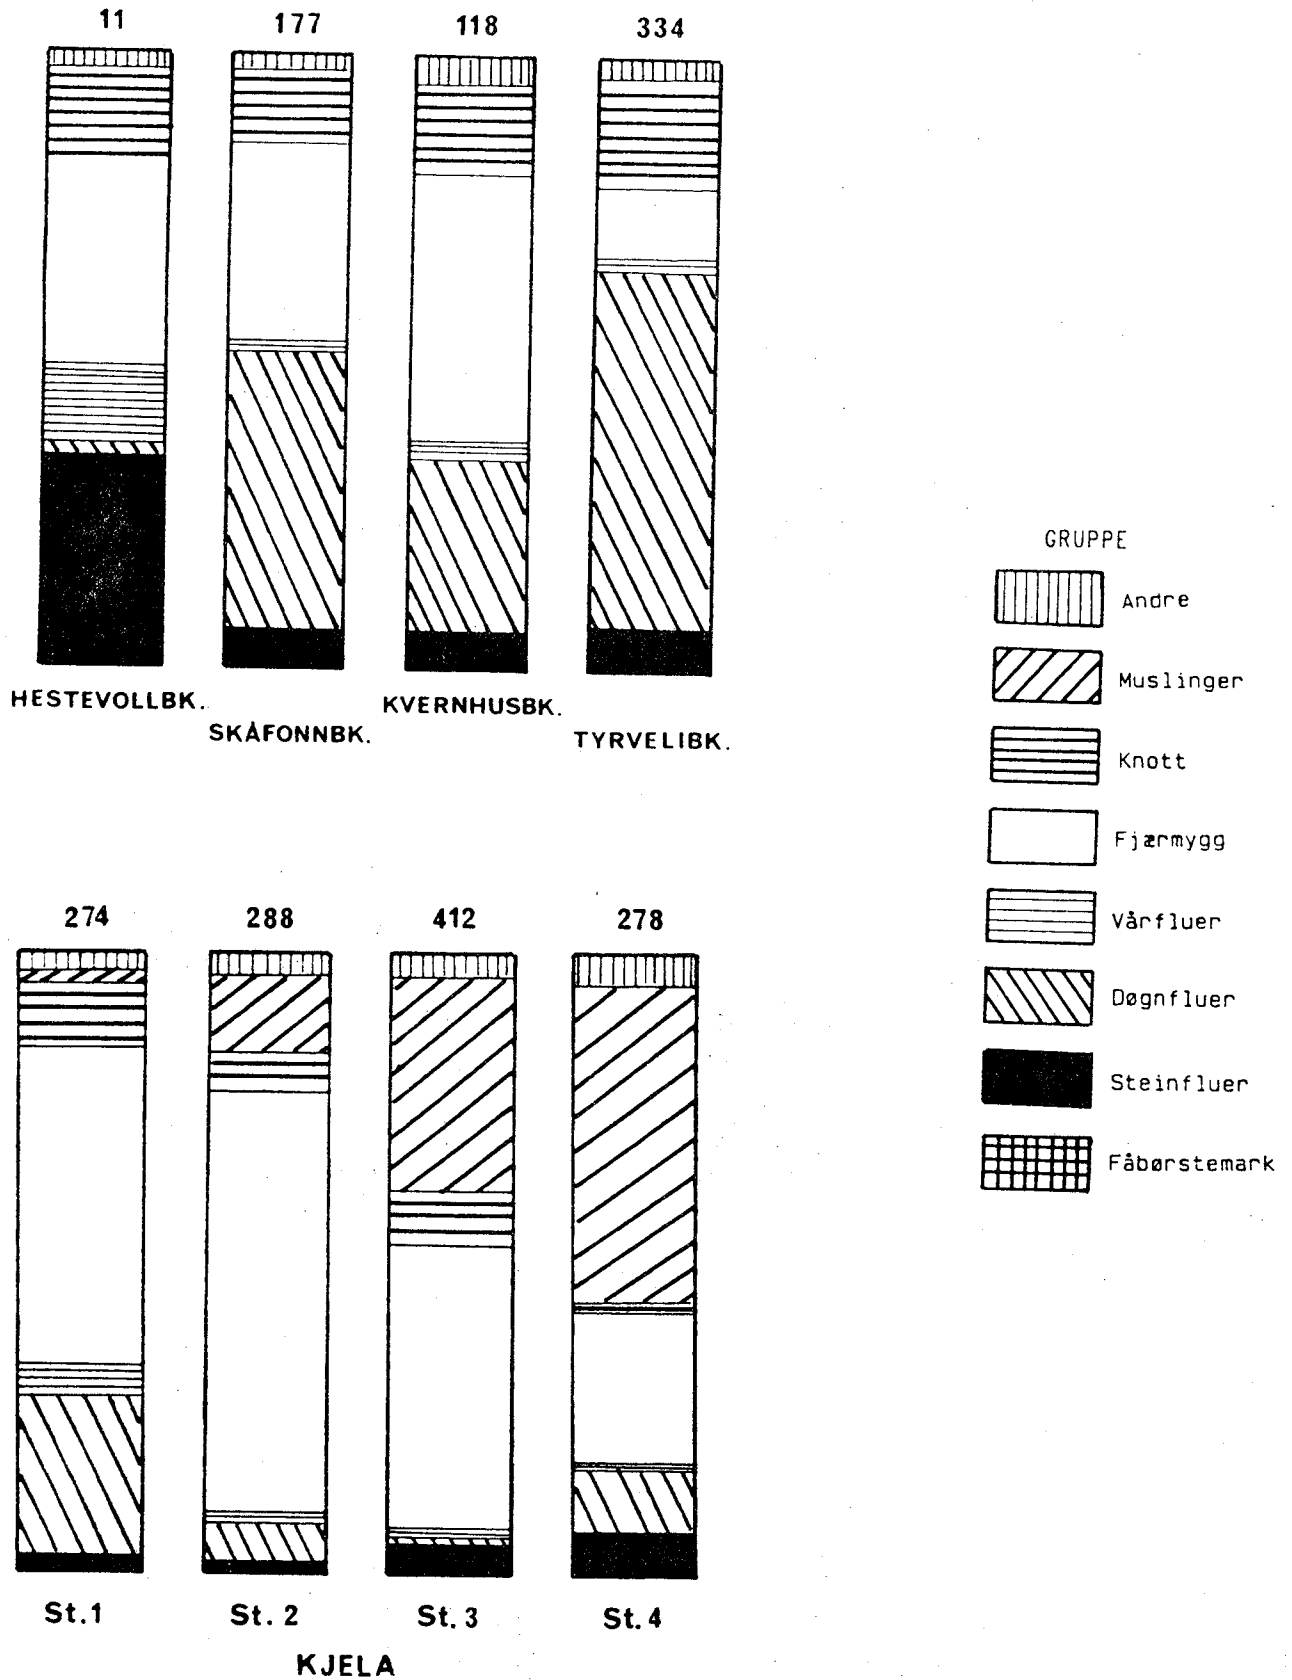 11 177 118 334
HESTEVOLLBK.
SKÅFONNBK.
KVERNHUSBK.
TYRVELIBK.
GRUPPE
Andre
Muslinger
Knott
Fjærmygg
Vårfluer
Døgnfluer
Steinfluer
Fåbørstemark
274 288 412 278
St.1 St. 2 St. 3 St. 4
KJELA